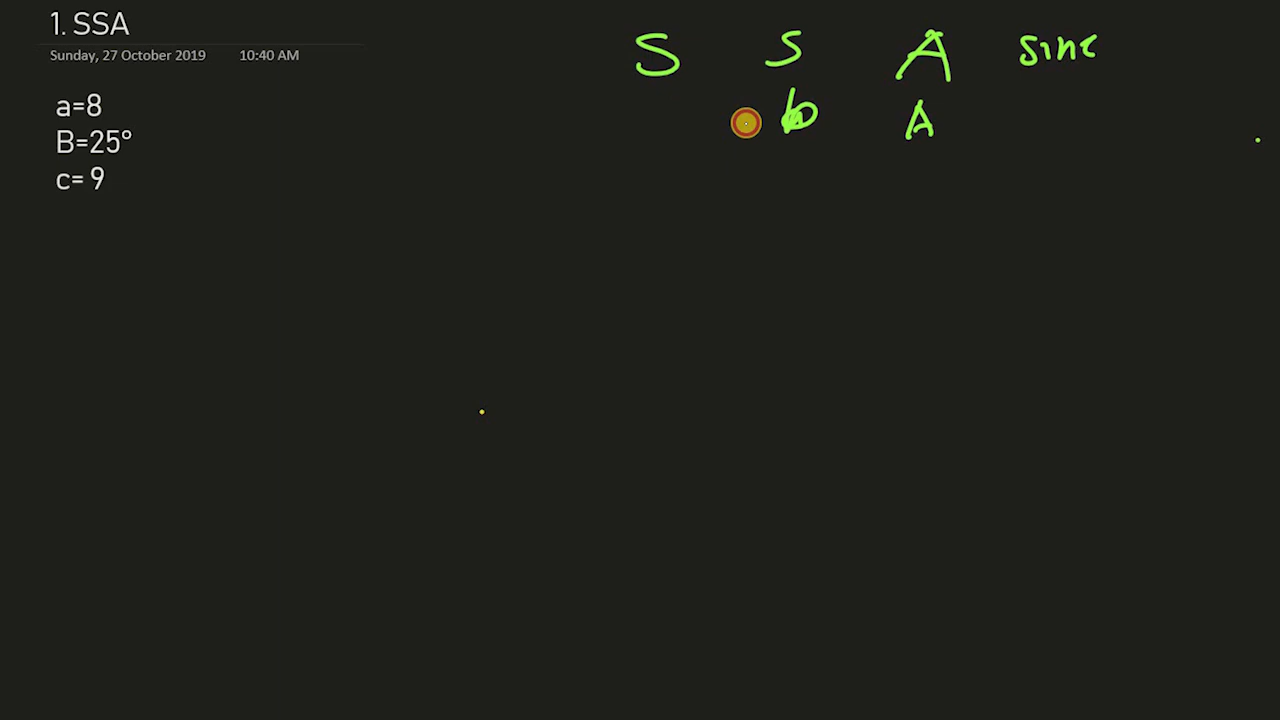 1. SSA
Sunday, 27 October 2019 10:40 AM
a=8
B=25°
c= 9
S S A sine
b A